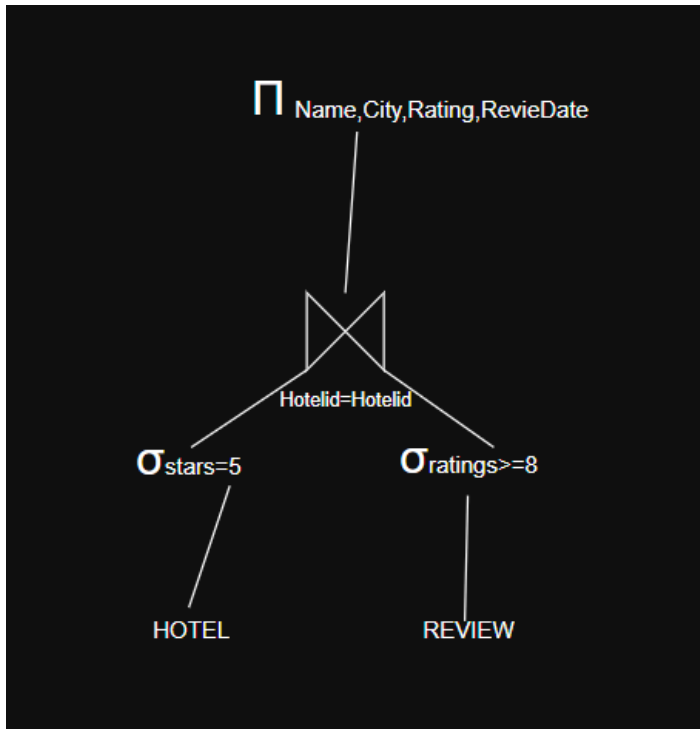 Π Name,City,Rating,RevieDate
Hotelid=Hotelid
σstars=5
σratings>=8
HOTEL
REVIEW